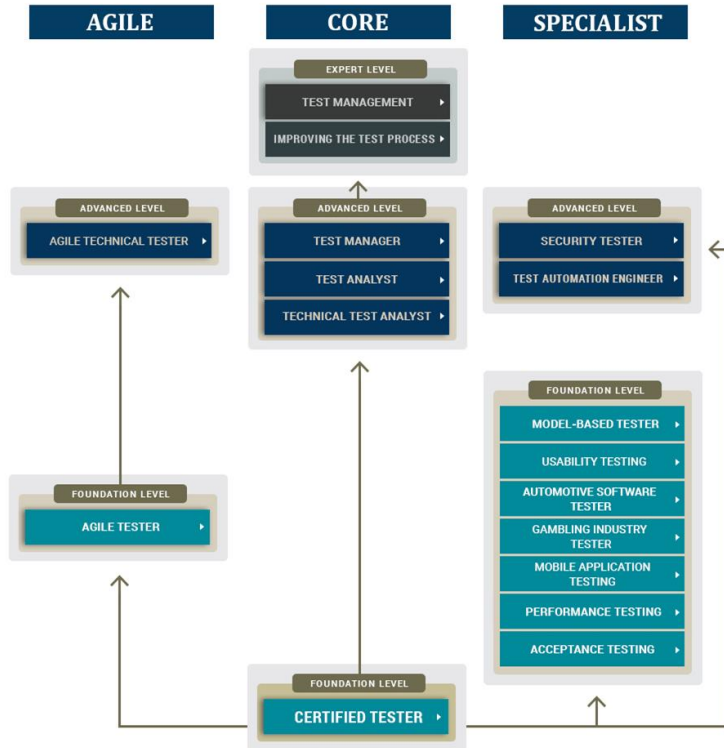 AGILE
CORE
SPECIALIST
EXPERT LEVEL
TEST MANAGEMENT
IMPROVING THE TEST PROCESS
ADVANCED LEVEL
AGILE TECHNICAL TESTER
ADVANCED LEVEL
TEST MANAGER
TEST ANALYST
TECHNICAL TEST ANALYST
ADVANCED LEVEL
SECURITY TESTER
TEST AUTOMATION ENGINEER
FOUNDATION LEVEL
MODEL-BASED TESTER
USABILITY TESTING
AUTOMOTIVE SOFTWARE
TESTER
GAMBLING INDUSTRY
TESTER
MOBILE APPLICATION
TESTING
PERFORMANCE TESTING
ACCEPTANCE TESTING
FOUNDATION LEVEL
AGILE TESTER
FOUNDATION LEVEL
CERTIFIED TESTER